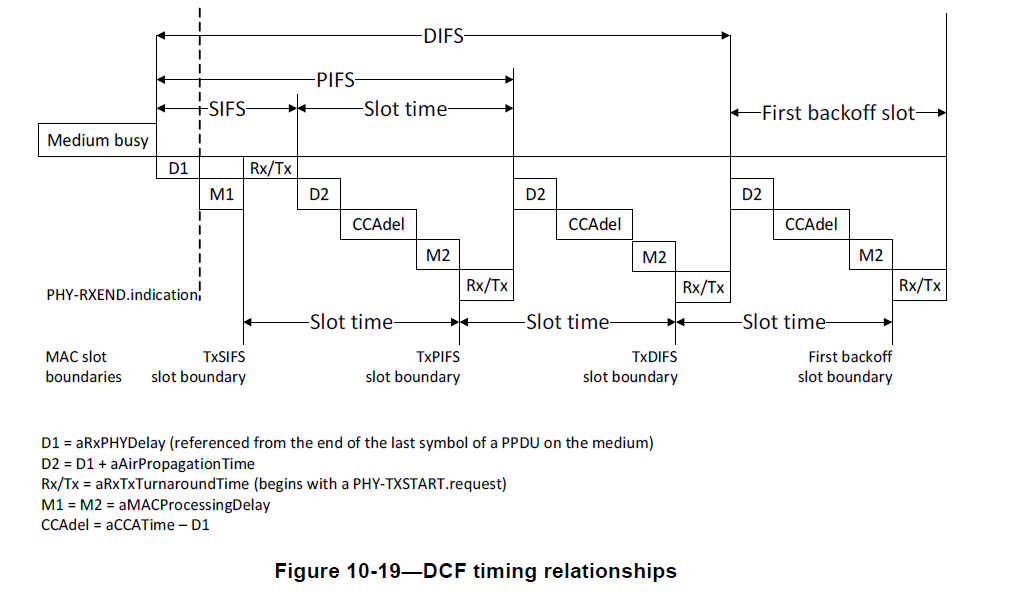 DIFS
PIFS
SIFS Slot time First backoff slot
Medium busy
D1 Rx/Tx
M1 D2 D2 D2
CCAdel CCAdel CCAdel
M2 M2 M2
Rx/Tx Rx/Tx Rx/Tx
PHY-RXEND.indication
Slot time Slot time Slot time
MAC slot TxSIFS TxPIFS TxDIFS First backoff
boundaries slot boundary slot boundary slot boundary slot boundary
D1 = aRxPHYDelay (referenced from the end of the last symbol of a PPDU on the medium)
D2 = D1 + aAirPropagationTime
Rx/Tx = aRxTxTurnaroundTime (begins with a PHY-TXSTART.request)
M1 = M2 = aMACProcessingDelay
CCAdel = aCCATime – D1
Figure 10-19—DCF timing relationships